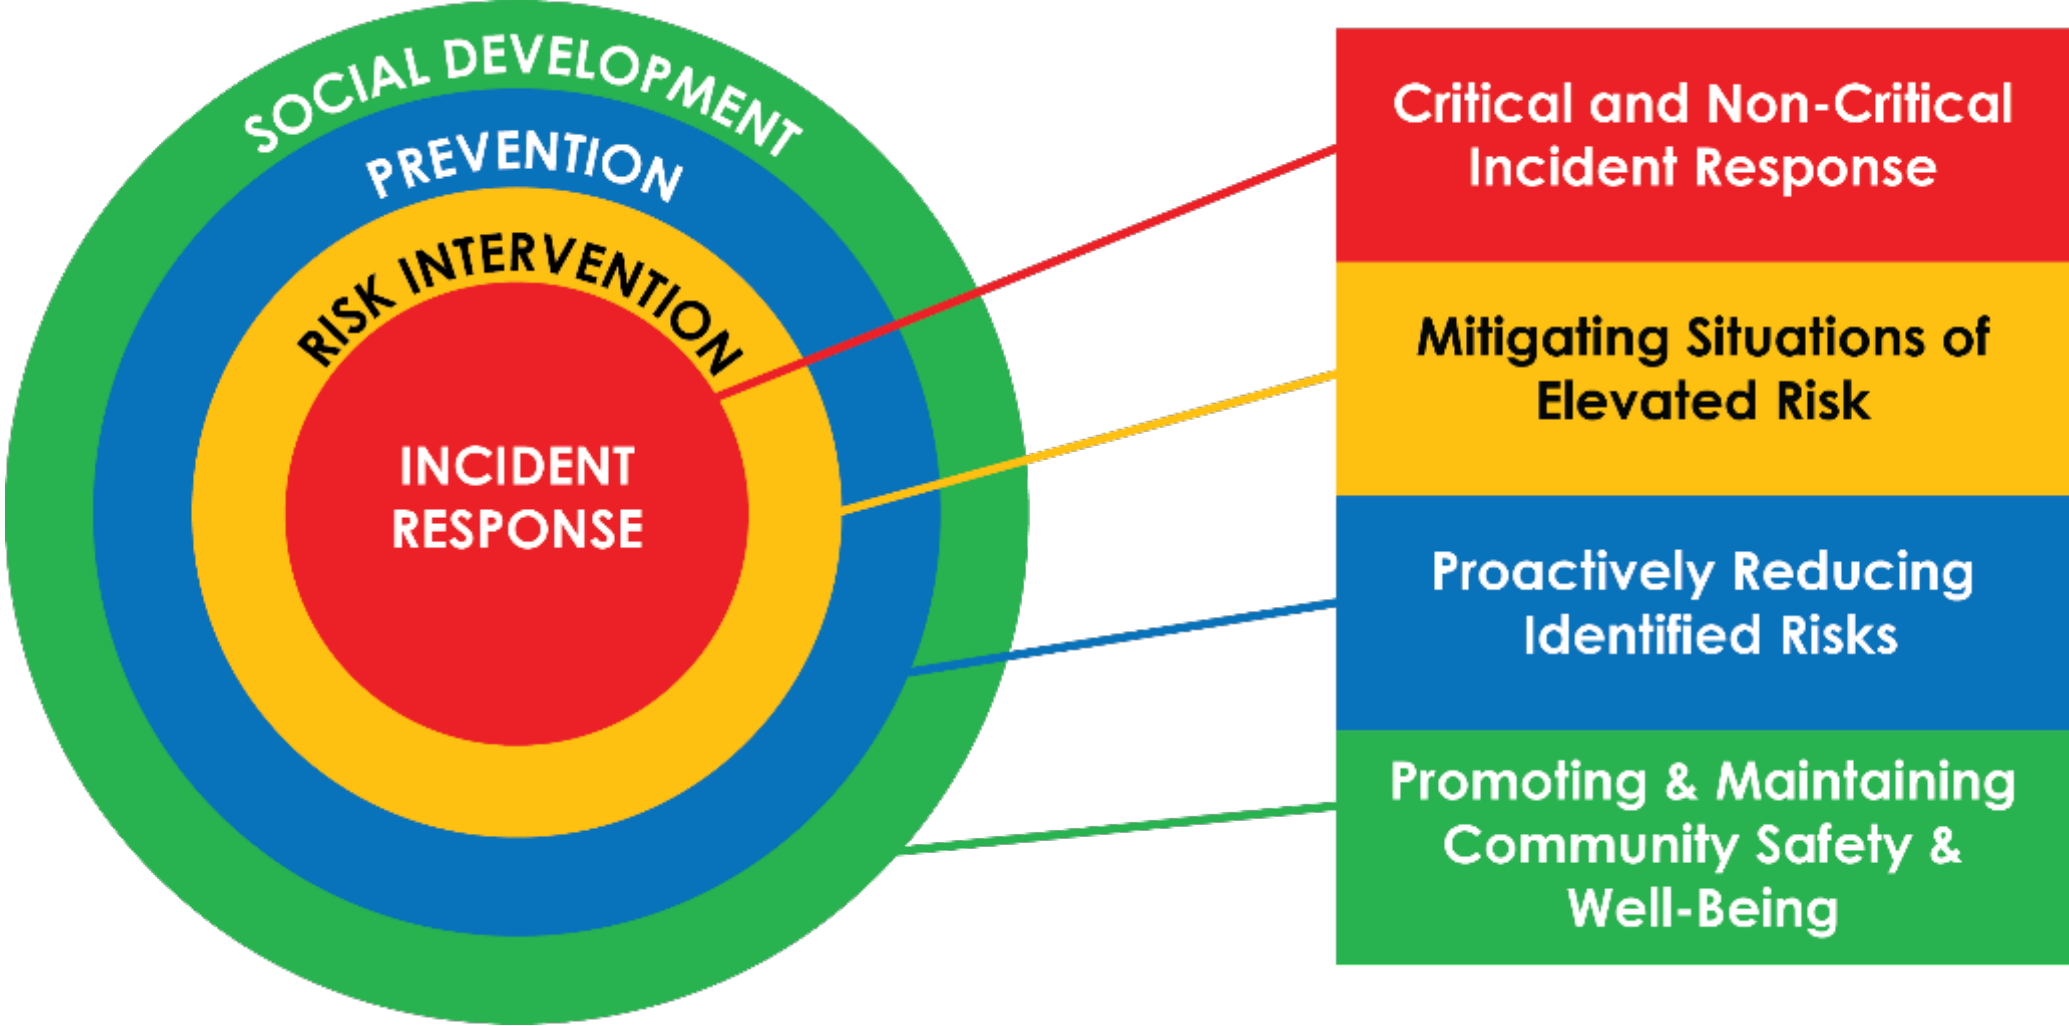 SOCIAL DEVELOPMENT
PREVENTION
RISK INTERVENTION
INCIDENT
RESPONSE
Critical and Non-Critical
Incident Response
Mitigating Situations of
Elevated Risk
Proactively Reducing
Identified Risks
Promoting & Maintaining
Community Safety &
Well-Being